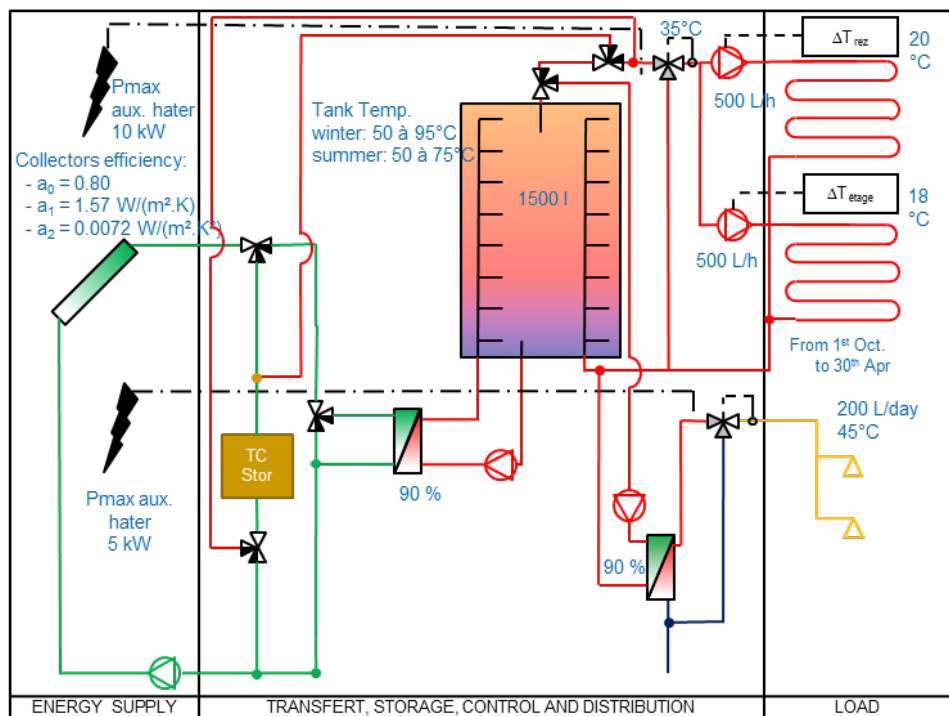 35°C
ΔTrez
20
°C
Pmax
aux. hater
10 kW
500 L/h
Tank Temp.
winter: 50 à 95°C
summer: 50 à 75°C
Collectors efficiency:
- a0 = 0.80
- a1 = 1.57 W/(m².K)
- a2 = 0.0072 W/(m².K²)
1500 l
ΔTétage
18
°C
500 L/h
From 1st Oct.
to 30th Apr
200 L/day
45°C
TC
Stor
90 %
Pmax aux.
hater
5 kW
90 %
ENERGY SUPPLY
TRANSFERT, STORAGE, CONTROL AND DISTRIBUTION
LOAD